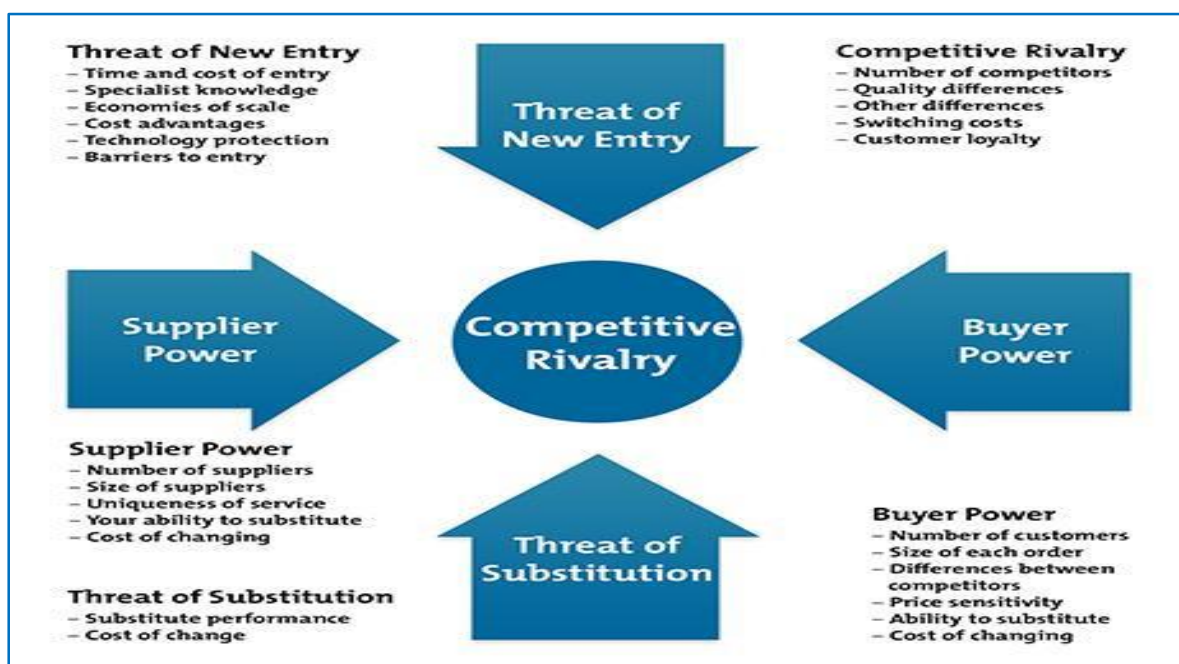 Threat of New Entry
– Time and cost of entry
– Specialist knowledge
– Economies of scale
– Cost advantages
– Technology protection
– Barriers to entry
Threat of
New Entry
Competitive Rivalry
– Number of competitors
– Quality differences
– Other differences
– Switching costs
– Customer loyalty
Supplier
Power
Competitive
Rivalry
Buyer
Power
Supplier Power
– Number of suppliers
– Size of suppliers
– Uniqueness of service
– Your ability to substitute
– Cost of changing
Threat of Substitution
– Substitute performance
– Cost of change
Threat of
Substitution
Buyer Power
– Number of customers
– Size of each order
– Differences between
competitors
– Price sensitivity
– Ability to substitute
– Cost of changing